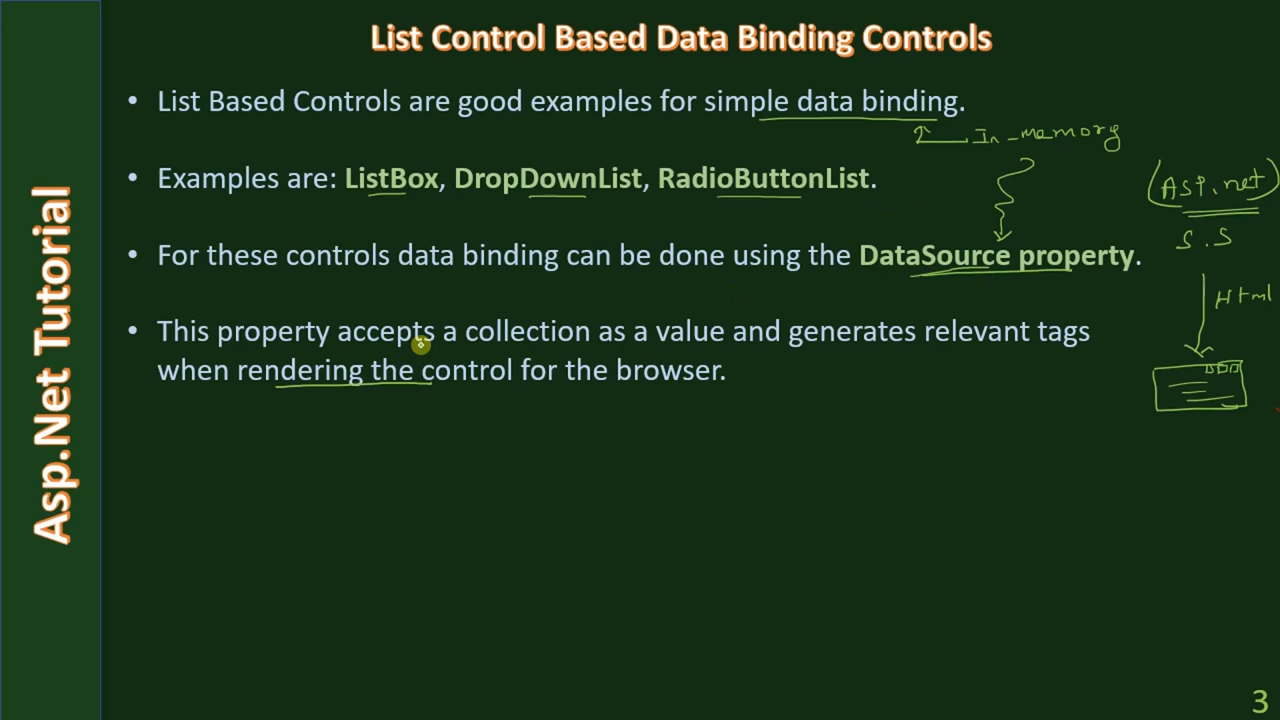 List Control Based Data Binding Controls
• List Based Controls are good examples for simple data binding.
In-memory
• Examples are: ListBox, DropDownList, RadioButtonList.
(ASP.net)
S.S
• For these controls data binding can be done using the DataSource property.
Html
• This property accepts a collection as a value and generates relevant tags
when rendering the control for the browser.
Asp.Net Tutorial
3